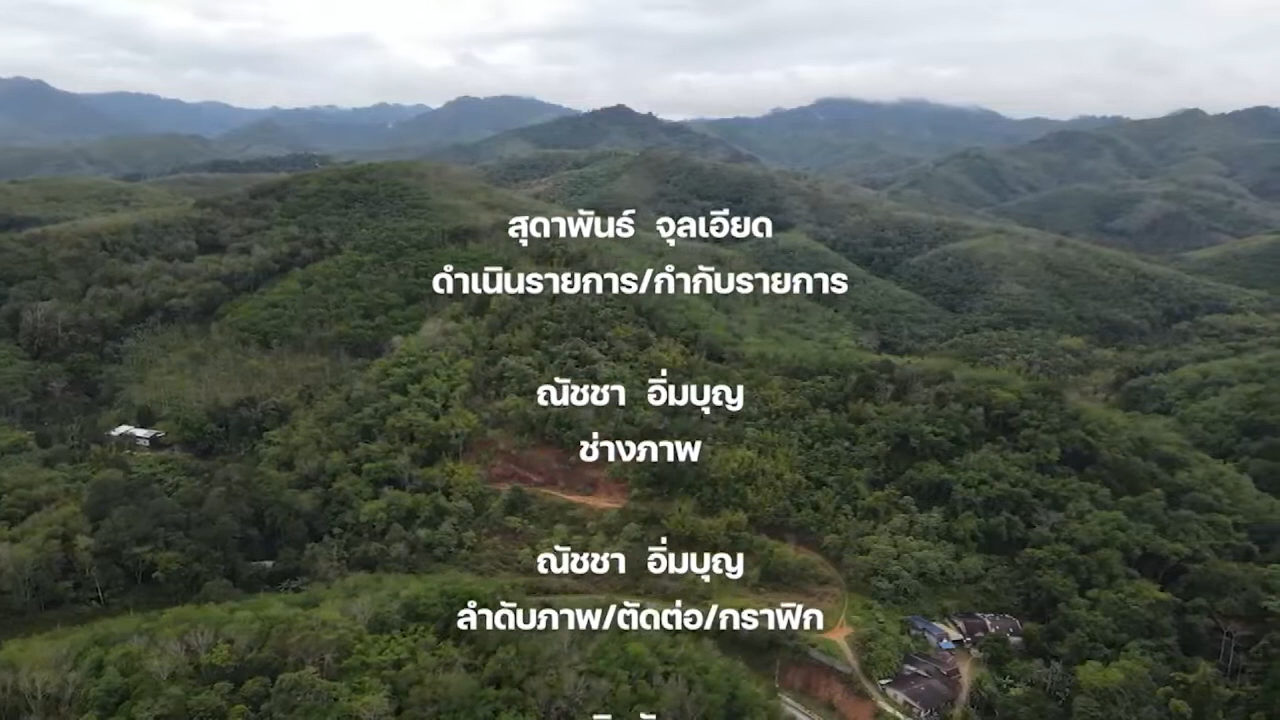 สุดาพันธ์ จุลเอียด
ดำเนินรายการ/กำกับรายการ
ณัชชา อิ่มบุญ
ช่างภาพ
ณัชชา อิ่มบุญ
ลำดับภาพ/ตัดต่อ/กราฟิก